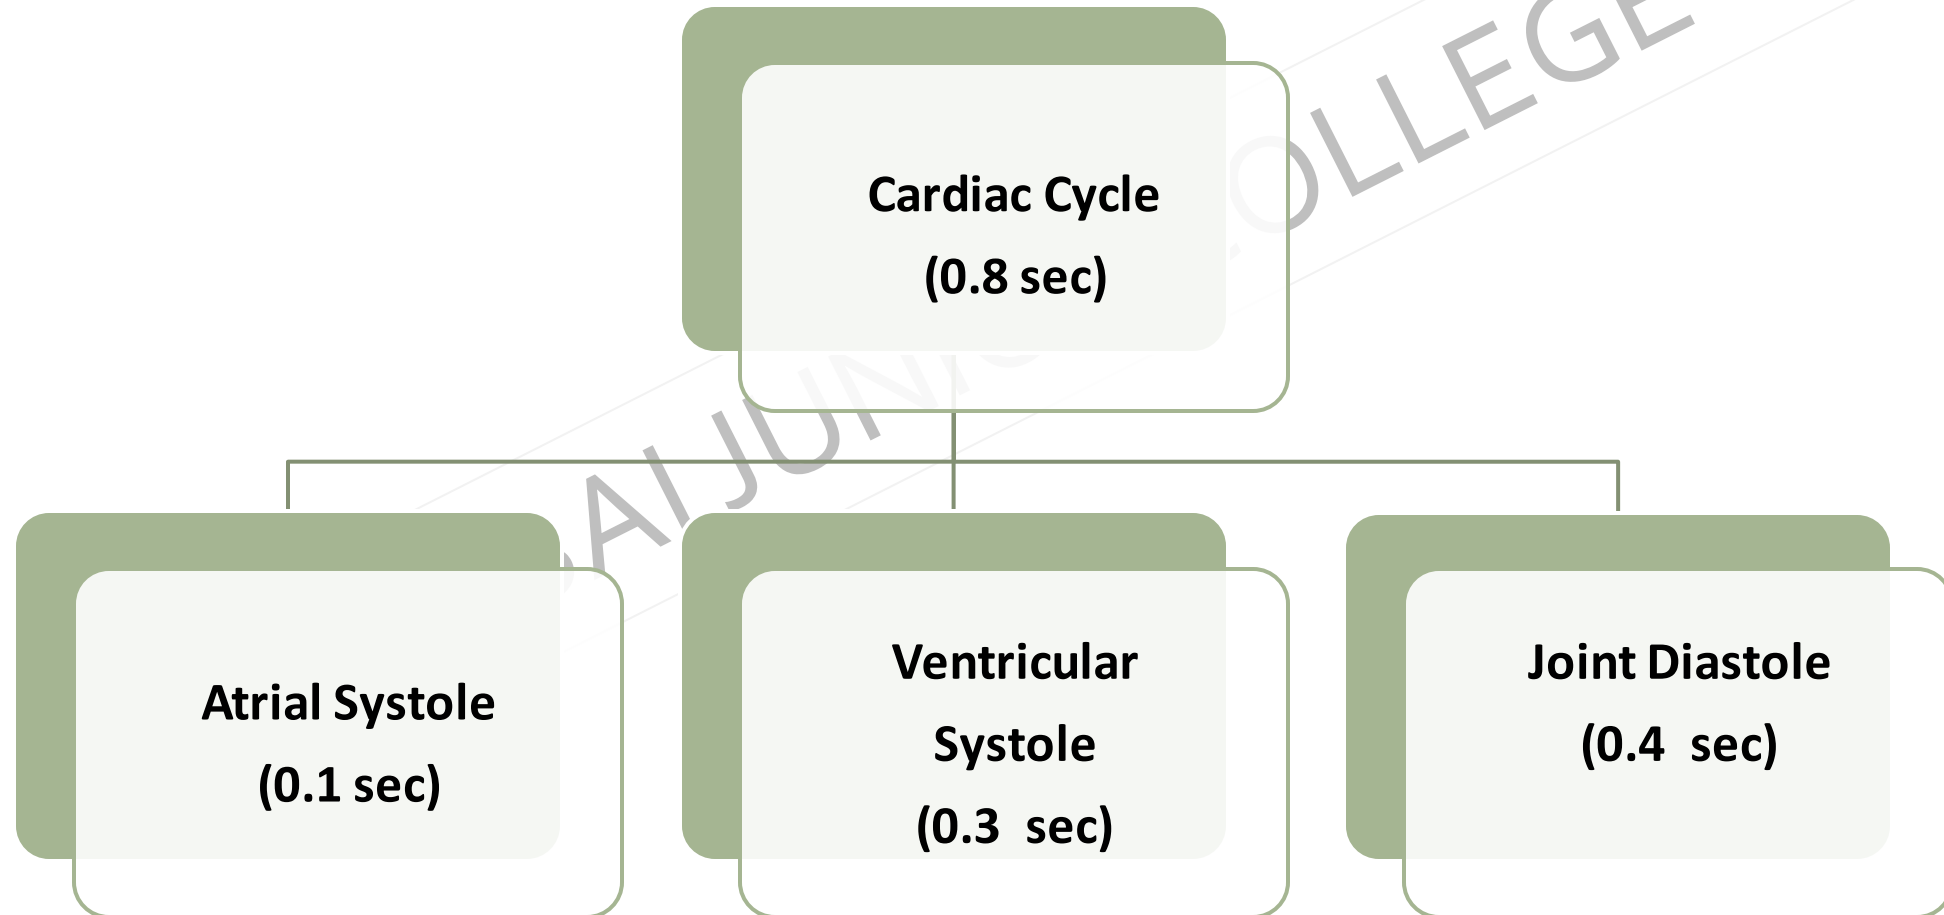 Cardiac Cycle
(0.8 sec)
Atrial Systole
(0.1 sec)
Ventricular
Systole
(0.3 sec)
Joint Diastole
(0.4 sec)